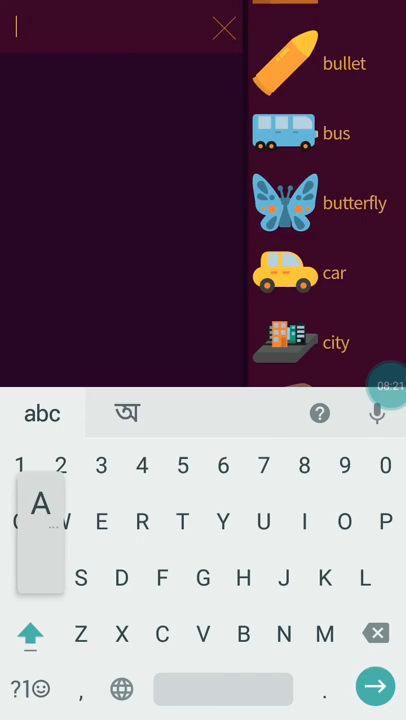 bullet
bus
butterfly
car
city
08:21
abc অ ?
1 2 3 4 5 6 7 8 9 0
W E R T Y U I O P
A
...
S D F G H J K L
Z X C V B N M
?1☺ , .